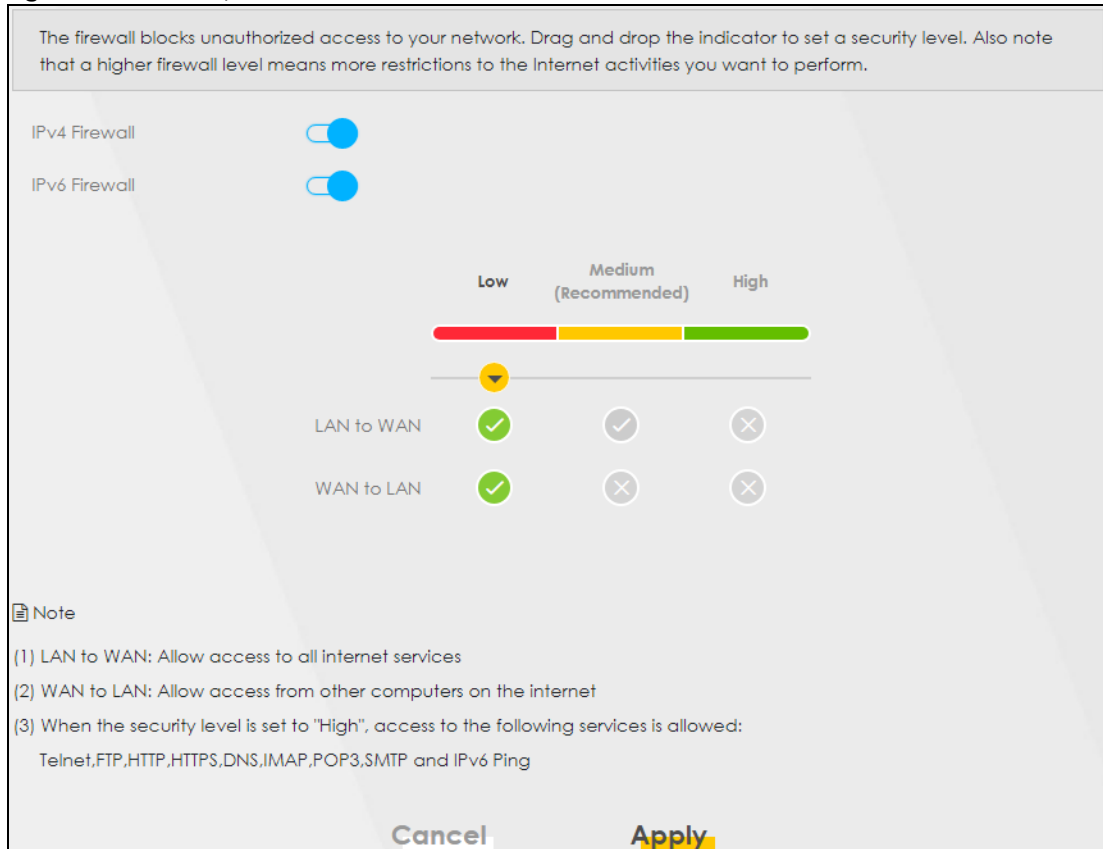 The firewall blocks unauthorized access to your network. Drag and drop the indicator to set a security level. Also note
that a higher firewall level means more restrictions to the Internet activities you want to perform.
IPv4 Firewall
IPv6 Firewall
Low
Medium
(Recommended)
High
LAN to WAN
WAN to LAN
Note
(1) LAN to WAN: Allow access to all internet services
(2) WAN to LAN: Allow access from other computers on the internet
(3) When the security level is set to "High", access to the following services is allowed:
Telnet,FTP,HTTP,HTTPS,DNS,IMAP,POP3,SMTP and IPv6 Ping
Cancel
Apply